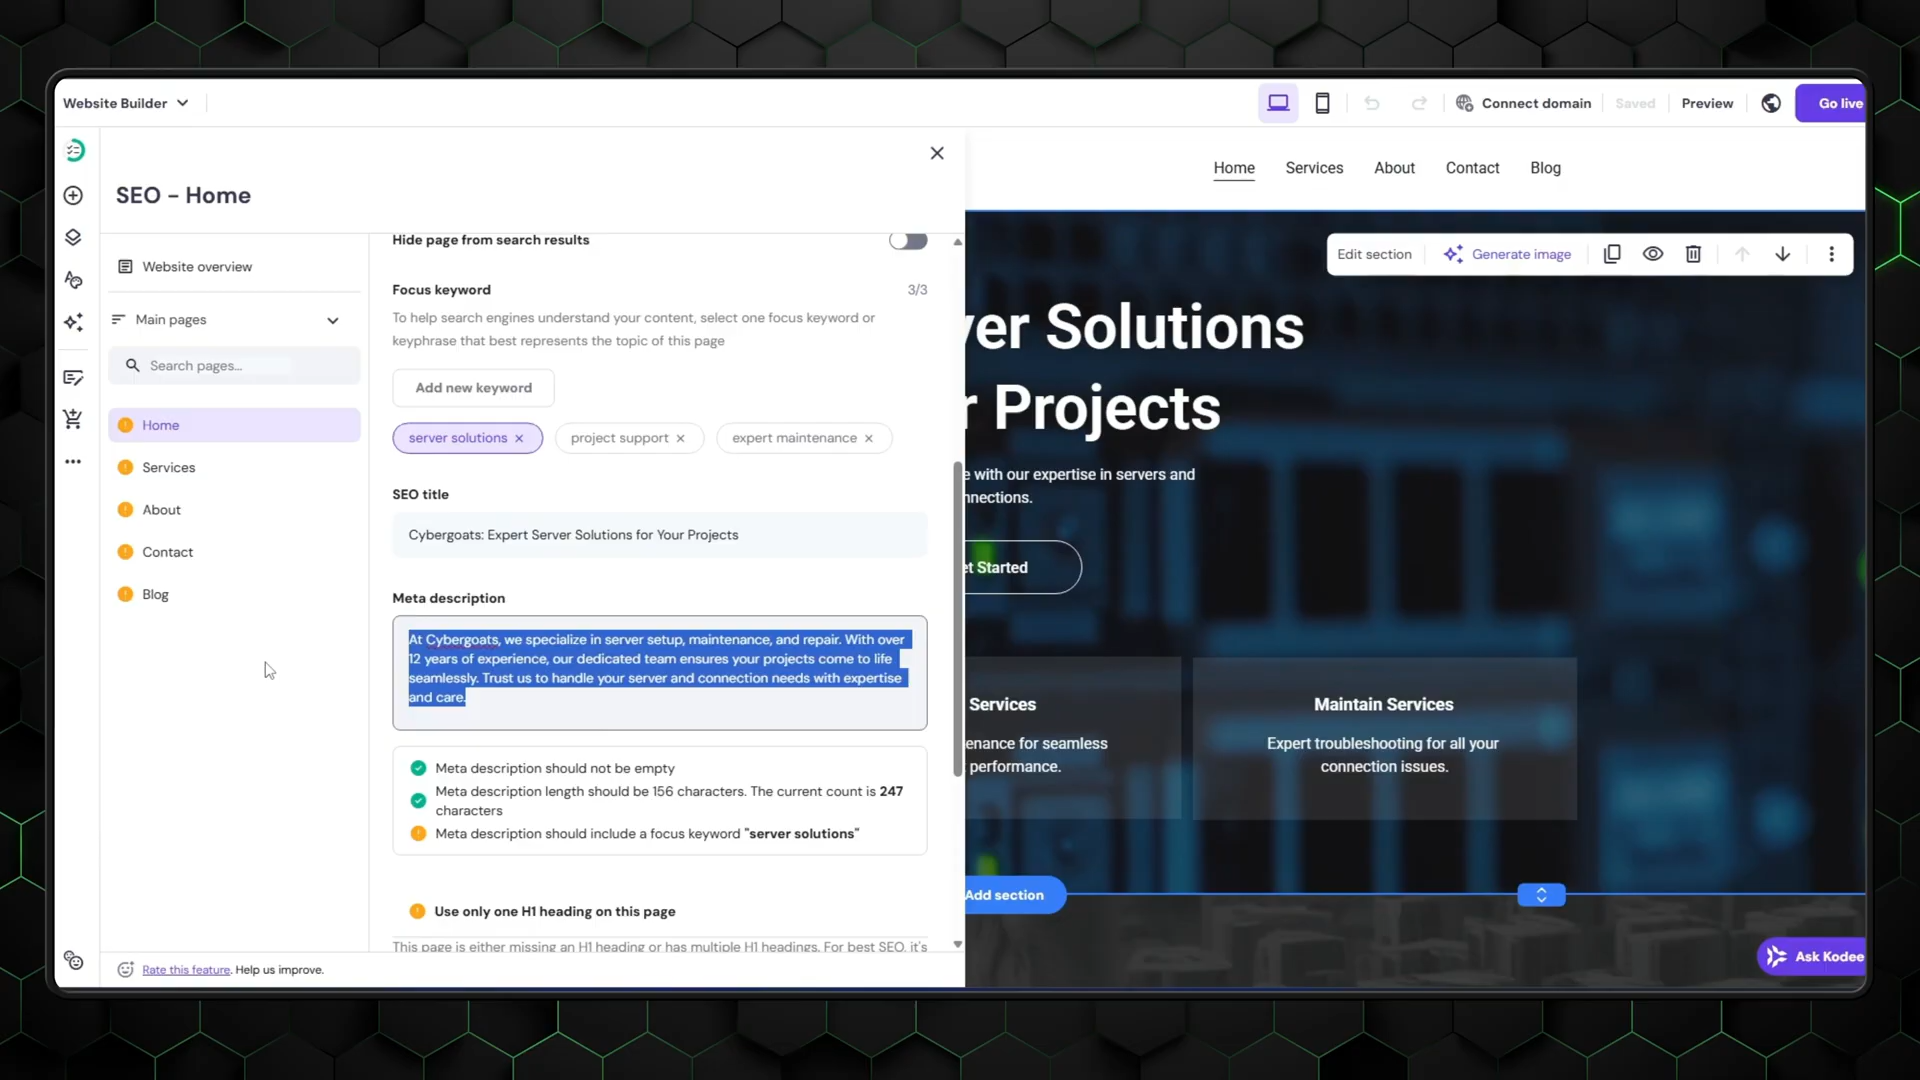 Website Builder
Connect domain
Saved
Preview
Go live
SEO – Home
Home
Services
About
Contact
Blog
Website overview
Main pages
Search pages...
Home
Services
About
Contact
Blog
Hide page from search results
Focus keyword
3/3
To help search engines understand your content, select one focus keyword or
keyphrase that best represents the topic of this page
Add new keyword
server solutions
project support
expert maintenance
SEO title
Cybergoats: Expert Server Solutions for Your Projects
Meta description
At Cybergoats, we specialize in server setup, maintenance, and repair. With over
12 years of experience, our dedicated team ensures your projects come to life
seamlessly. Trust us to handle your server and connection needs with expertise
and care.
Meta description should not be empty
Meta description length should be 156 characters. The current count is 247
characters
Meta description should include a focus keyword "server solutions"
Use only one H1 heading on this page
This page is either missing an H1 heading or has multiple H1 headings. For best SEO, it's
Rate this feature. Help us improve.
Edit section
Generate image
ver Solutions
r Projects
e with our expertise in servers and
nnections.
et Started
Services
enance for seamless
performance.
Maintain Services
Expert troubleshooting for all your
connection issues.
Add section
Ask Kodee